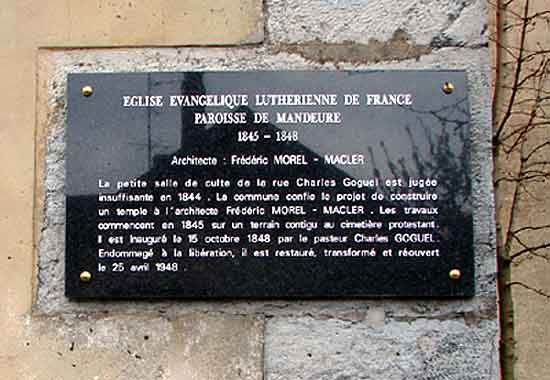 EGLISE EVANGELIQUE LUTHERIENNE DE FRANCE
PAROISSE DE MANDEURE
1845 - 1848
Architecte : Frédéric MOREL - MACLER
La petite salle de culte de la rue Charles Goguel est jugée
insuffisante en 1844 . La commune confie le projet de construire
un temple à l'architecte Frédéric MOREL - MACLER . Les travaux
commencent en 1845 sur un terrain contigu au cimetière protestant.
Il est inauguré le 15 octobre 1848 par le pasteur Charles GOGUEL.
Endommagé à la libération, il est restauré, transformé et réouvert
le 25 avril 1948 .